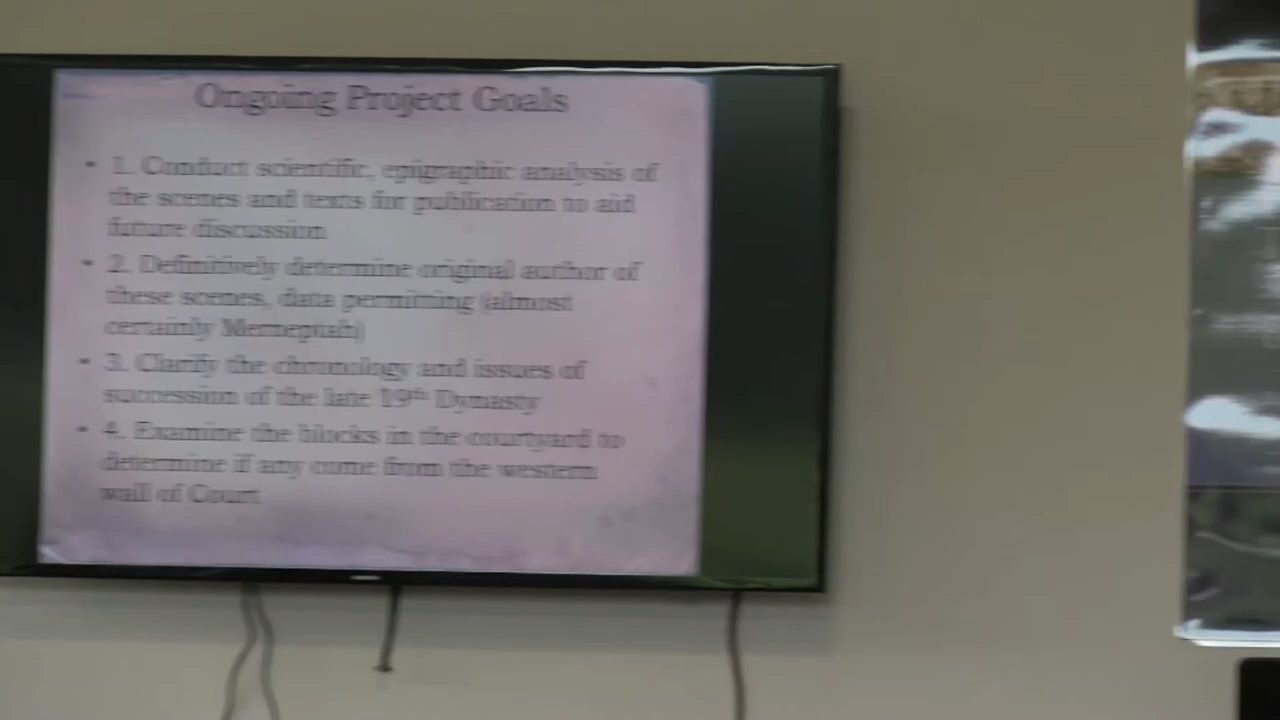 Ongoing Project Goals
• 1. Conduct scientific, epigraphic analysis of
the scenes and texts for publication to aid
future discussion
• 2. Definitively determine original author of
these scenes, data permitting (almost
certainly Merneptah)
• 3. Clarify the chronology and issues of
succession of the late 19th Dynasty
• 4. Examine the blocks in the courtyard to
determine if any come from the western
wall of Court